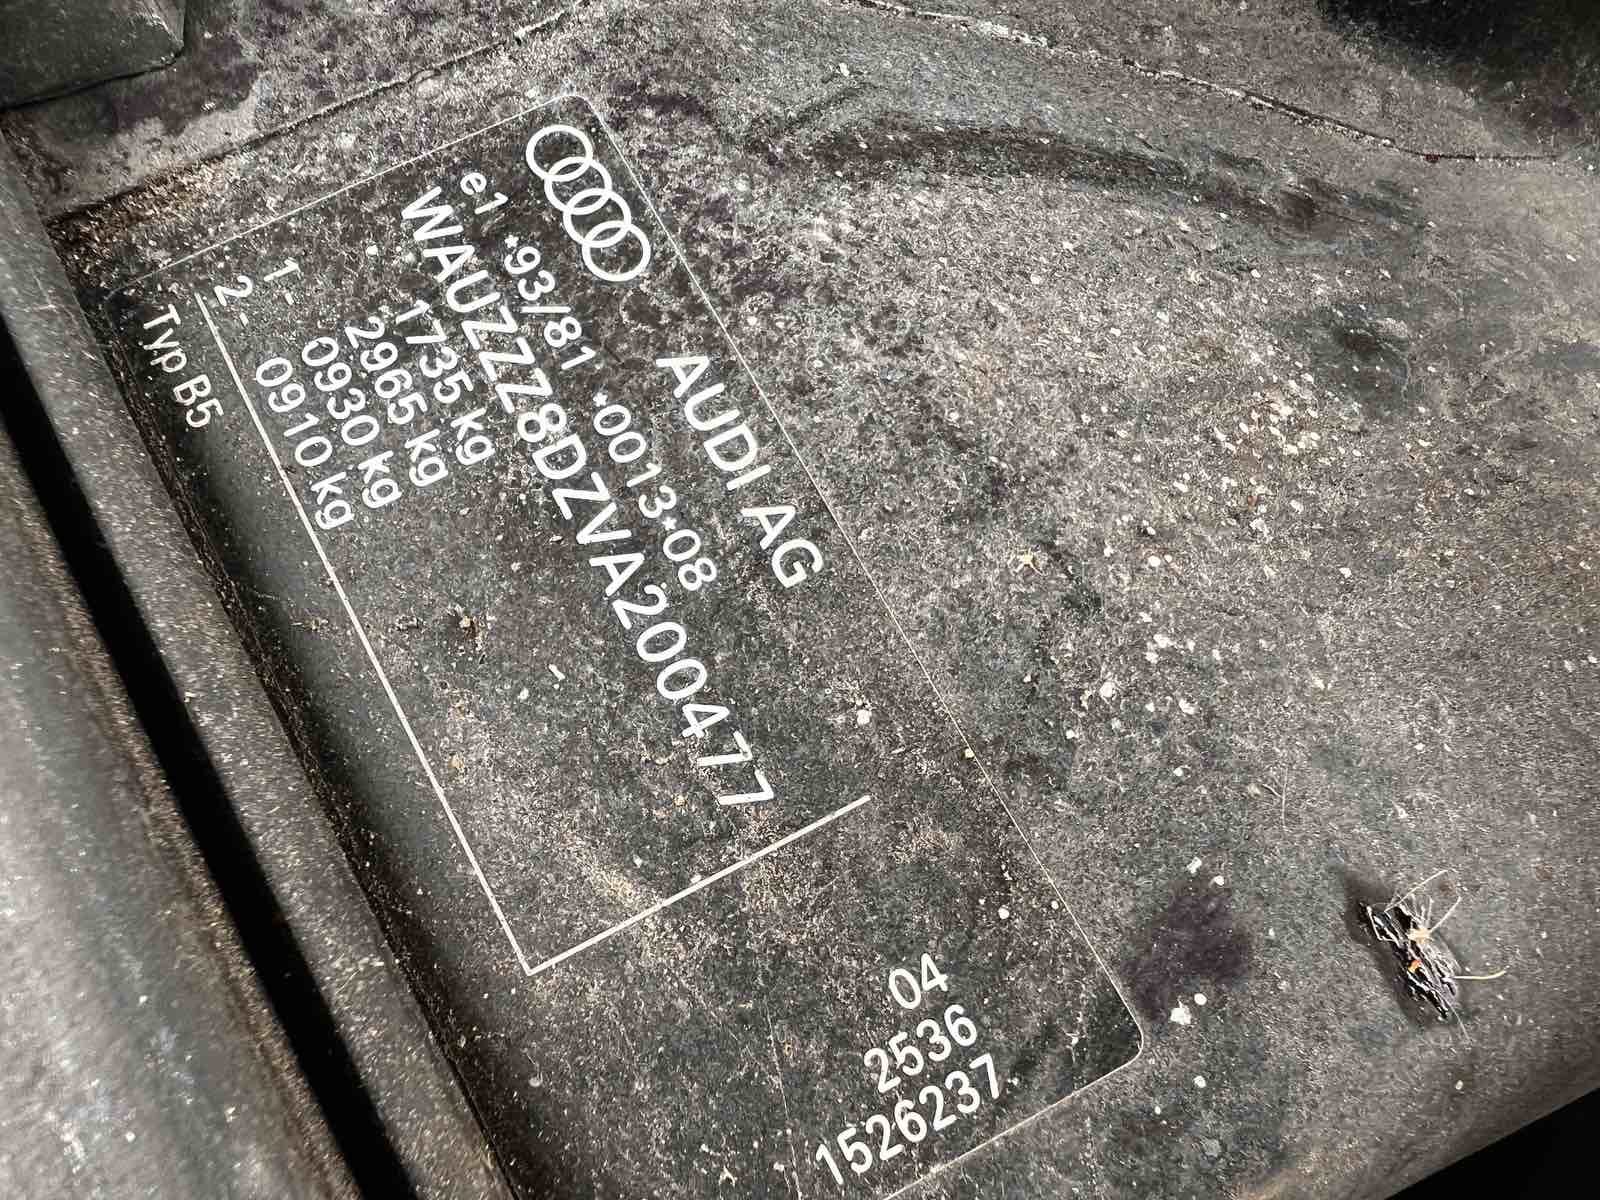 AUDI AG
e1 *93/81 *0013*08
WAUZZZ8DZVA200477
1735 kg
2965 kg
1- 0930 kg
2- 0910 kg
Typ B5
04
2536
1526237